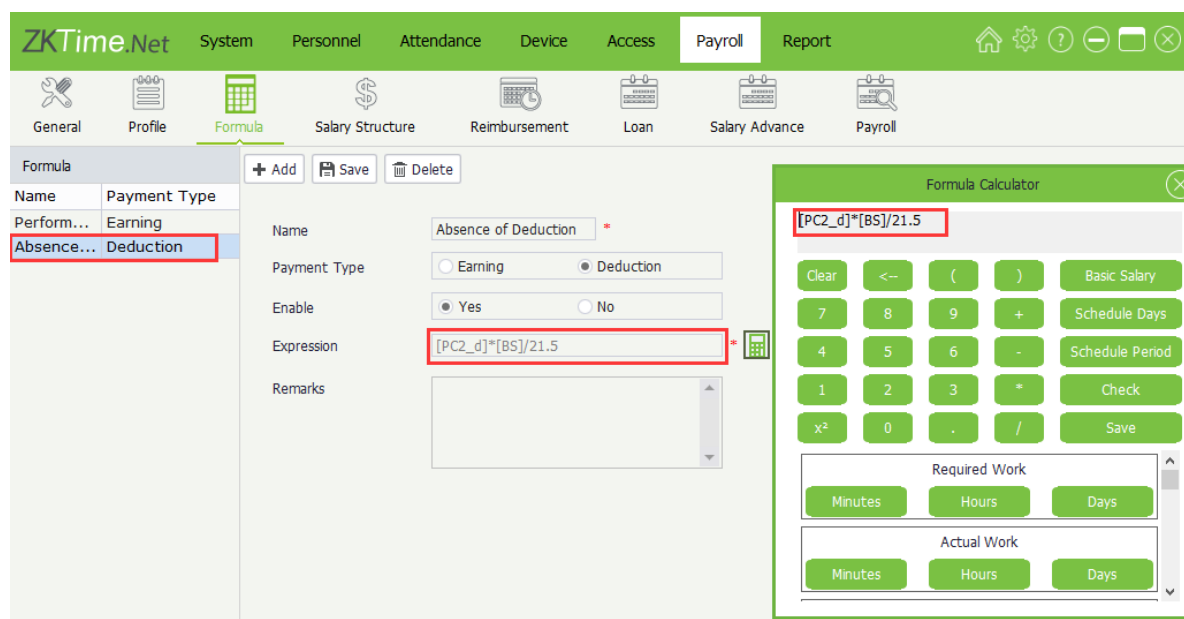 ZKTime.Net System Personnel Attendance Device Access Payroll Report
General Profile Formula Salary Structure Reimbursement Loan Salary Advance Payroll
Formula
Name Payment Type
Perform... Earning
Absence... Deduction
+ Add Save Delete
Name Absence of Deduction *
Payment Type Earning Deduction
Enable Yes No
Expression [PC2_d]*[BS]/21.5 *
Remarks
Formula Calculator
[PC2_d]*[BS]/21.5
Clear <-- ( ) Basic Salary
7 8 9 + Schedule Days
4 5 6 - Schedule Period
1 2 3 * Check
x² 0 . / Save
Required Work
Minutes Hours Days
Actual Work
Minutes Hours Days